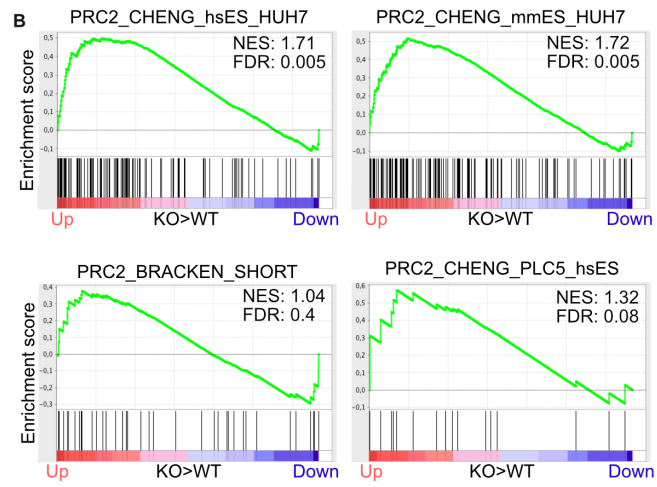 B
PRC2_CHENG_hsES_HUH7
NES: 1.71
FDR: 0.005
Enrichment score
0,5
0,4
0,3
0,2
0,1
0,0
-0,1
Up KO>WT Down
PRC2_CHENG_mmES_HUH7
NES: 1.72
FDR: 0.005
0,5
0,4
0,3
0,2
0,1
0,0
-0,1
Up KO>WT Down
PRC2_BRACKEN_SHORT
NES: 1.04
FDR: 0.4
Enrichment score
0,4
0,3
0,2
0,1
0,0
-0,1
-0,2
-0,3
Up KO>WT Down
PRC2_CHENG_PLC5_hsES
NES: 1.32
FDR: 0.08
0,6
0,5
0,4
0,3
0,2
0,1
0,0
-0,1
Up KO>WT Down